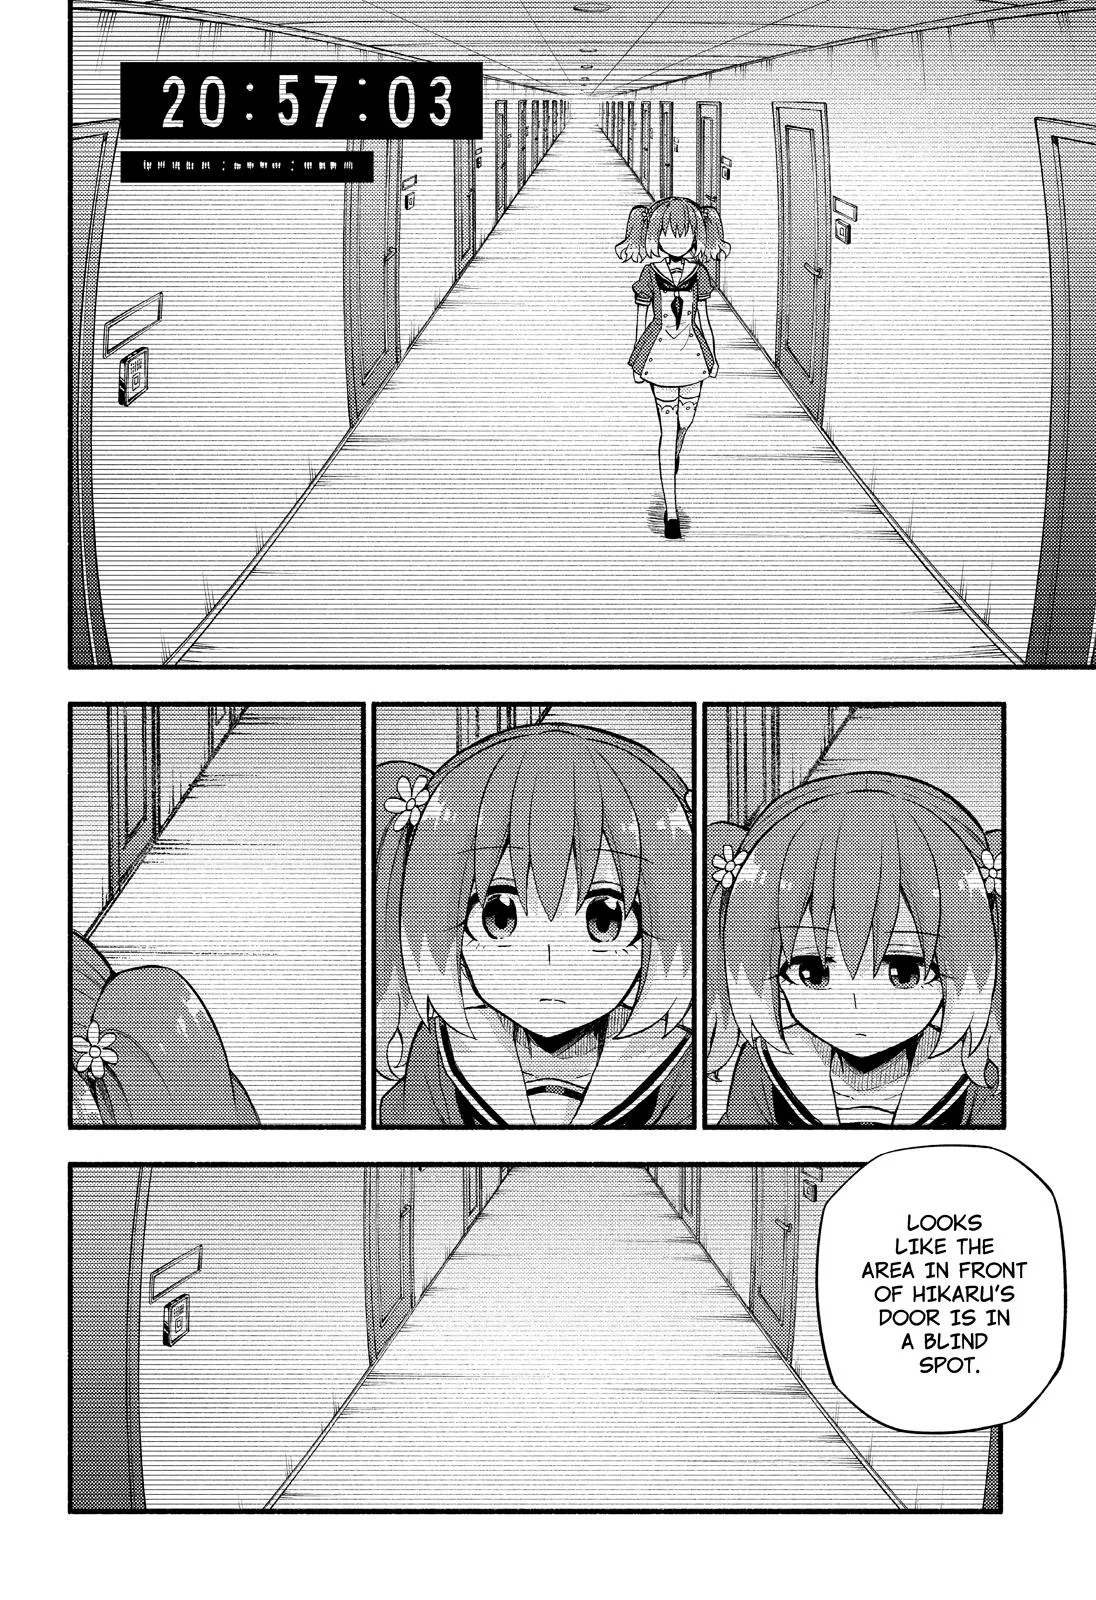 20:57:03
LOOKS
LIKE THE
AREA IN FRONT
OF HIKARU'S
DOOR IS IN
A BLIND
SPOT.